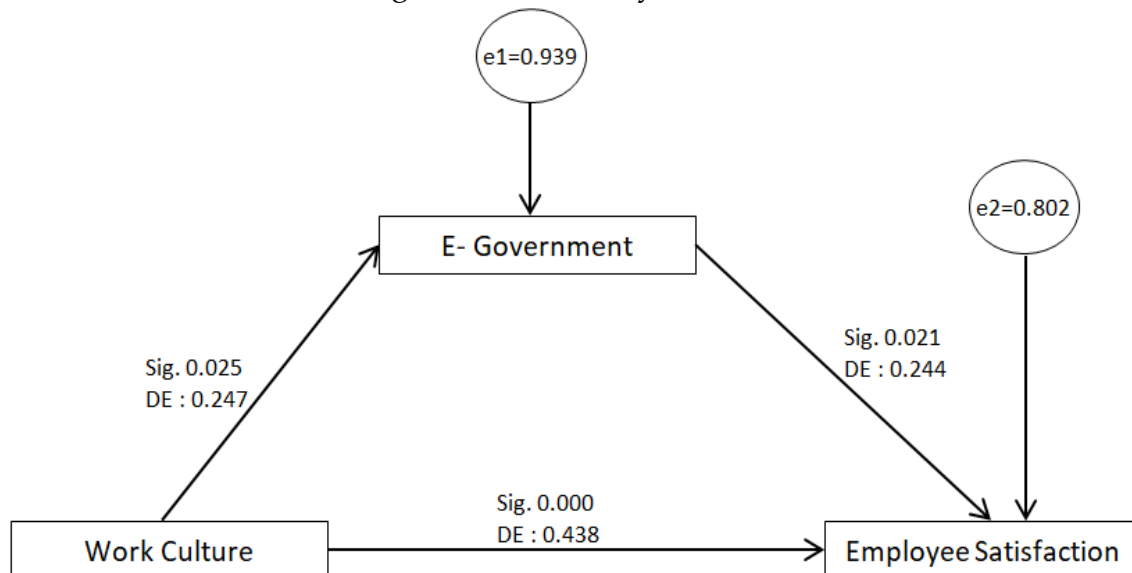 e1=0.939
e2=0.802
E- Government
Sig. 0.025
DE : 0.247
Sig. 0.021
DE : 0.244
Sig. 0.000
DE : 0.438
Work Culture
Employee Satisfaction